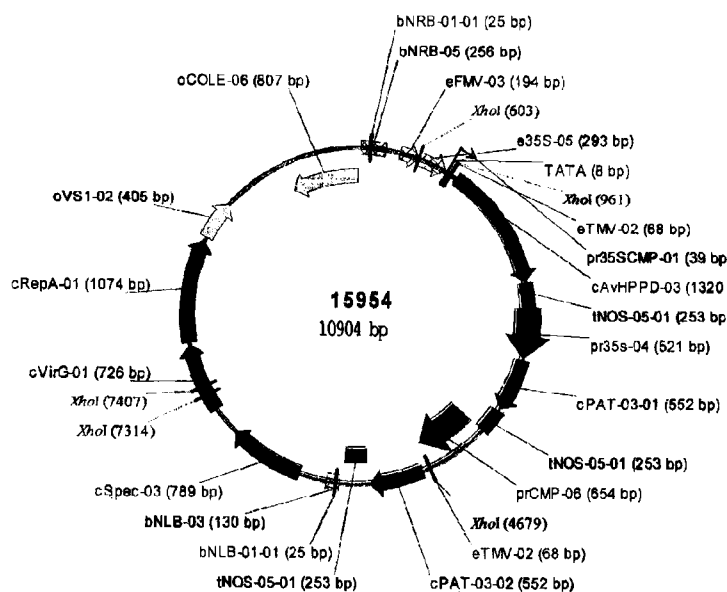 bNRB-01-01 (25 bp)
bNRB-05 (256 bp)
oCOLE-06 (807 bp)
eFMV-03 (194 bp)
XhoI (603)
e35S-05 (293 bp)
TATA (8 bp)
XhoI (961)
eTMV-02 (68 bp)
pr35SCMP-01 (39 bp
cAvHPPD-03 (1320
tNOS-05-01 (253 bp)
pr35s-04 (521 bp)
cPAT-03-01 (552 bp)
tNOS-05-01 (253 bp)
prCMP-06 (654 bp)
XhoI (4679)
eTMV-02 (68 bp)
cPAT-03-02 (552 bp)
tNOS-05-01 (253 bp)
bNLB-01-01 (25 bp)
bNLB-03 (130 bp)
cSpec-03 (789 bp)
XhoI (7314)
XhoI (7407)
cVirG-01 (726 bp)
cRepA-01 (1074 bp)
oVS1-02 (405 bp)
15954
10904 bp